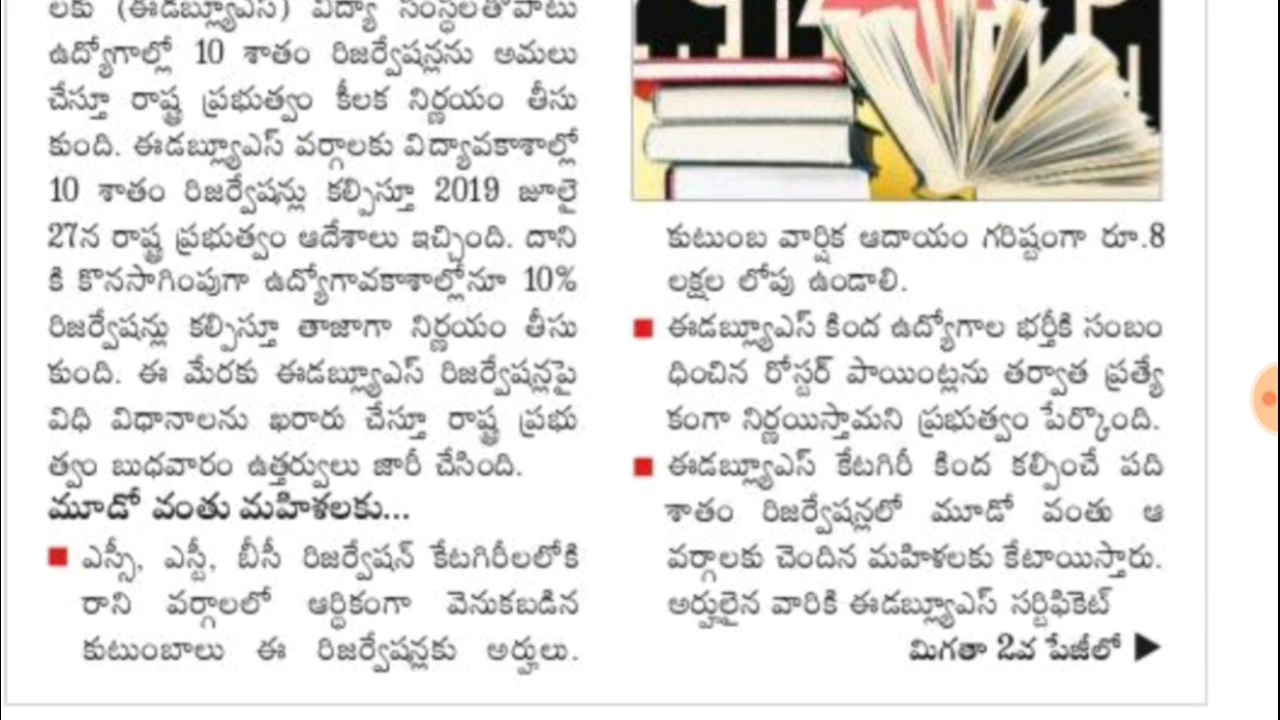 లకు (ఈడబ్ల్యూఎస్) విద్యా సంస్థలతోపాటు
ఉద్యోగాల్లో 10 శాతం రిజర్వేషన్లను అమలు
చేస్తూ రాష్ట్ర ప్రభుత్వం కీలక నిర్ణయం తీసు
కుంది. ఈడబ్ల్యూఎస్ వర్గాలకు విద్యావకాశాల్లో
10 శాతం రిజర్వేషన్లు కల్పిస్తూ 2019 జూలై
27న రాష్ట్ర ప్రభుత్వం ఆదేశాలు ఇచ్చింది. దాని
కి కొనసాగింపుగా ఉద్యోగావకాశాల్లోనూ 10%
రిజర్వేషన్లు కల్పిస్తూ తాజాగా నిర్ణయం తీసు
కుంది. ఈ మేరకు ఈడబ్ల్యూఎస్ రిజర్వేషన్లపై
విధి విధానాలను ఖరారు చేస్తూ రాష్ట్ర ప్రభు
త్వం బుధవారం ఉత్తర్వులు జారీ చేసింది.
మూడో వంతు మహిళలకు...
ఎస్సీ, ఎస్టీ, బీసీ రిజర్వేషన్ కేటగిరీలలోకి
రాని వర్గాలలో ఆర్థికంగా వెనుకబడిన
కుటుంబాలు ఈ రిజర్వేషన్లకు అర్హులు.
కుటుంబ వార్షిక ఆదాయం గరిష్టంగా రూ.8
లక్షల లోపు ఉండాలి.
ఈడబ్ల్యూఎస్ కింద ఉద్యోగాల భర్తీకి సంబం
ధించిన రోస్టర్ పాయింట్లను తర్వాత ప్రత్యే
కంగా నిర్ణయిస్తామని ప్రభుత్వం పేర్కొంది.
ఈడబ్ల్యూఎస్ కేటగిరీ కింద కల్పించే పది
శాతం రిజర్వేషన్లలో మూడో వంతు ఆ
వర్గాలకు చెందిన మహిళలకు కేటాయిస్తారు.
అర్హులైన వారికి ఈడబ్ల్యూఎస్ సర్టిఫికెట్
మిగతా 2వ పేజీలో